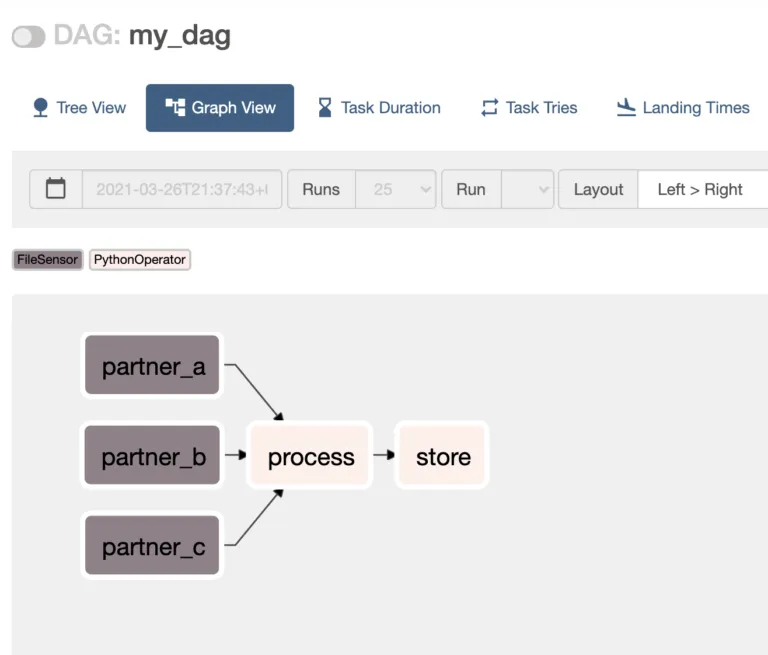 DAG: my_dag
Tree View Graph View Task Duration Task Tries Landing Times
2021-03-26T21:37:43+ Runs 25 Run Layout Left > Right
FileSensor PythonOperator
partner_a
partner_b process store
partner_c